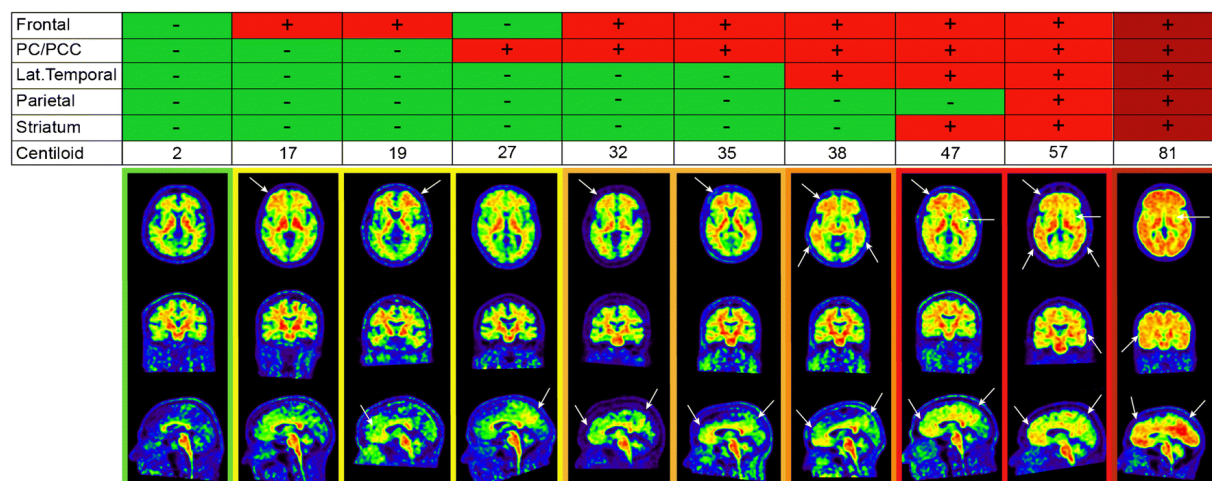 Frontal - + + - + + + + + +
PC/PCC - - - + + + + + + +
Lat.Temporal - - - - - - + + + +
Parietal - - - - - - - - + +
Striatum - - - - - - - + + +
Centiloid 2 17 19 27 32 35 38 47 57 81